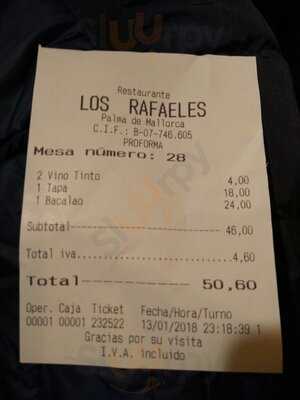 Restaurante
LOS RAFAELES
Palma de Mallorca
C.I.F.: B-07-746.605
PROFORMA
Mesa número: 28
2 Vino Tinto 4,00
1 Tapa 18,00
1 Bacalao 24,00
Subtotal 46,00
Total iva 4,60
Total 50,60
Oper. Caja Ticket Fecha/Hora/Turno
00001 00001 232522 13/01/2018 23:18:39 1
Gracias por su visita
I.V.A. incluido
sluurpy